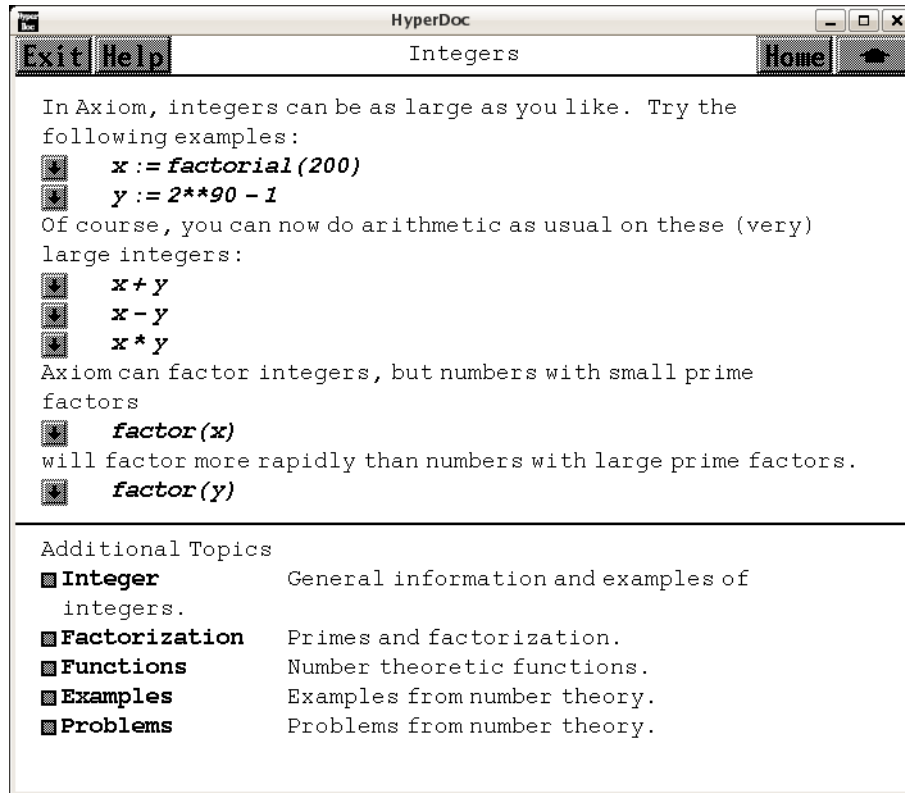 Hyper Doc
HyperDoc
Exit Help Integers Home
In Axiom, integers can be as large as you like. Try the
following examples:
x := factorial(200)
y := 2**90 - 1
Of course, you can now do arithmetic as usual on these (very)
large integers:
x + y
x - y
x * y
Axiom can factor integers, but numbers with small prime
factors
factor(x)
will factor more rapidly than numbers with large prime factors.
factor(y)
Additional Topics
Integer General information and examples of
integers.
Factorization Primes and factorization.
Functions Number theoretic functions.
Examples Examples from number theory.
Problems Problems from number theory.